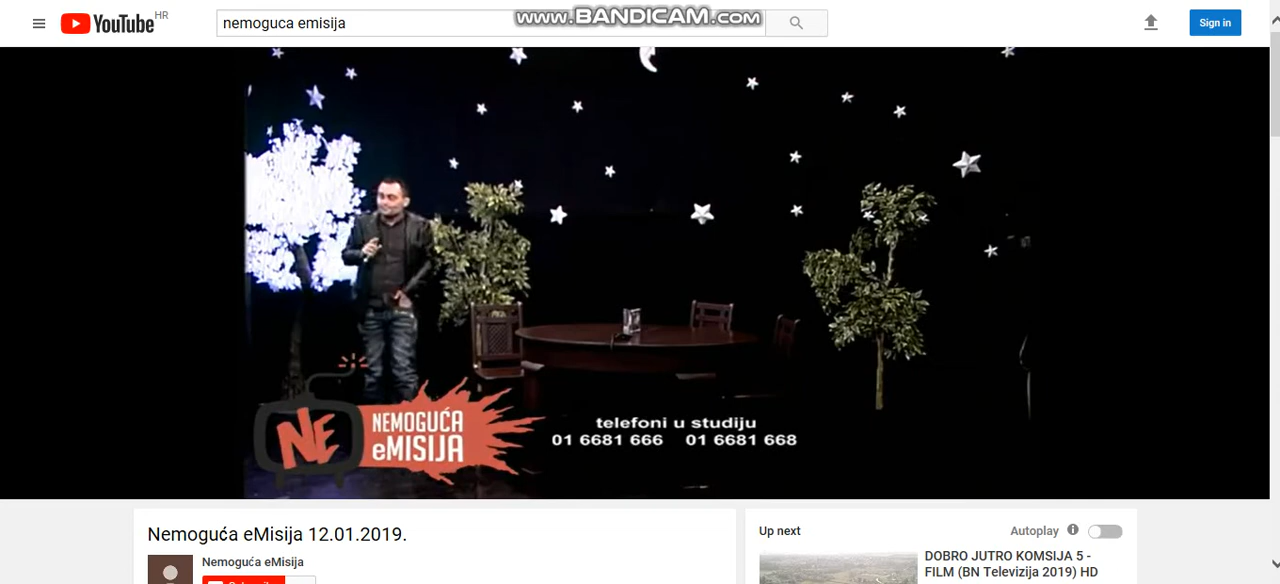 YouTube HR
nemoguca emisija
www.BANDICAM.com
Sign in
NE
NEMOGUĆA
eMISIJA
telefoni u studiju
01 6681 666 01 6681 668
Nemoguća eMisija 12.01.2019.
Nemoguća eMisija
Up next
Autoplay
DOBRO JUTRO KOMSIJA 5 -
FILM (BN Televizija 2019) HD